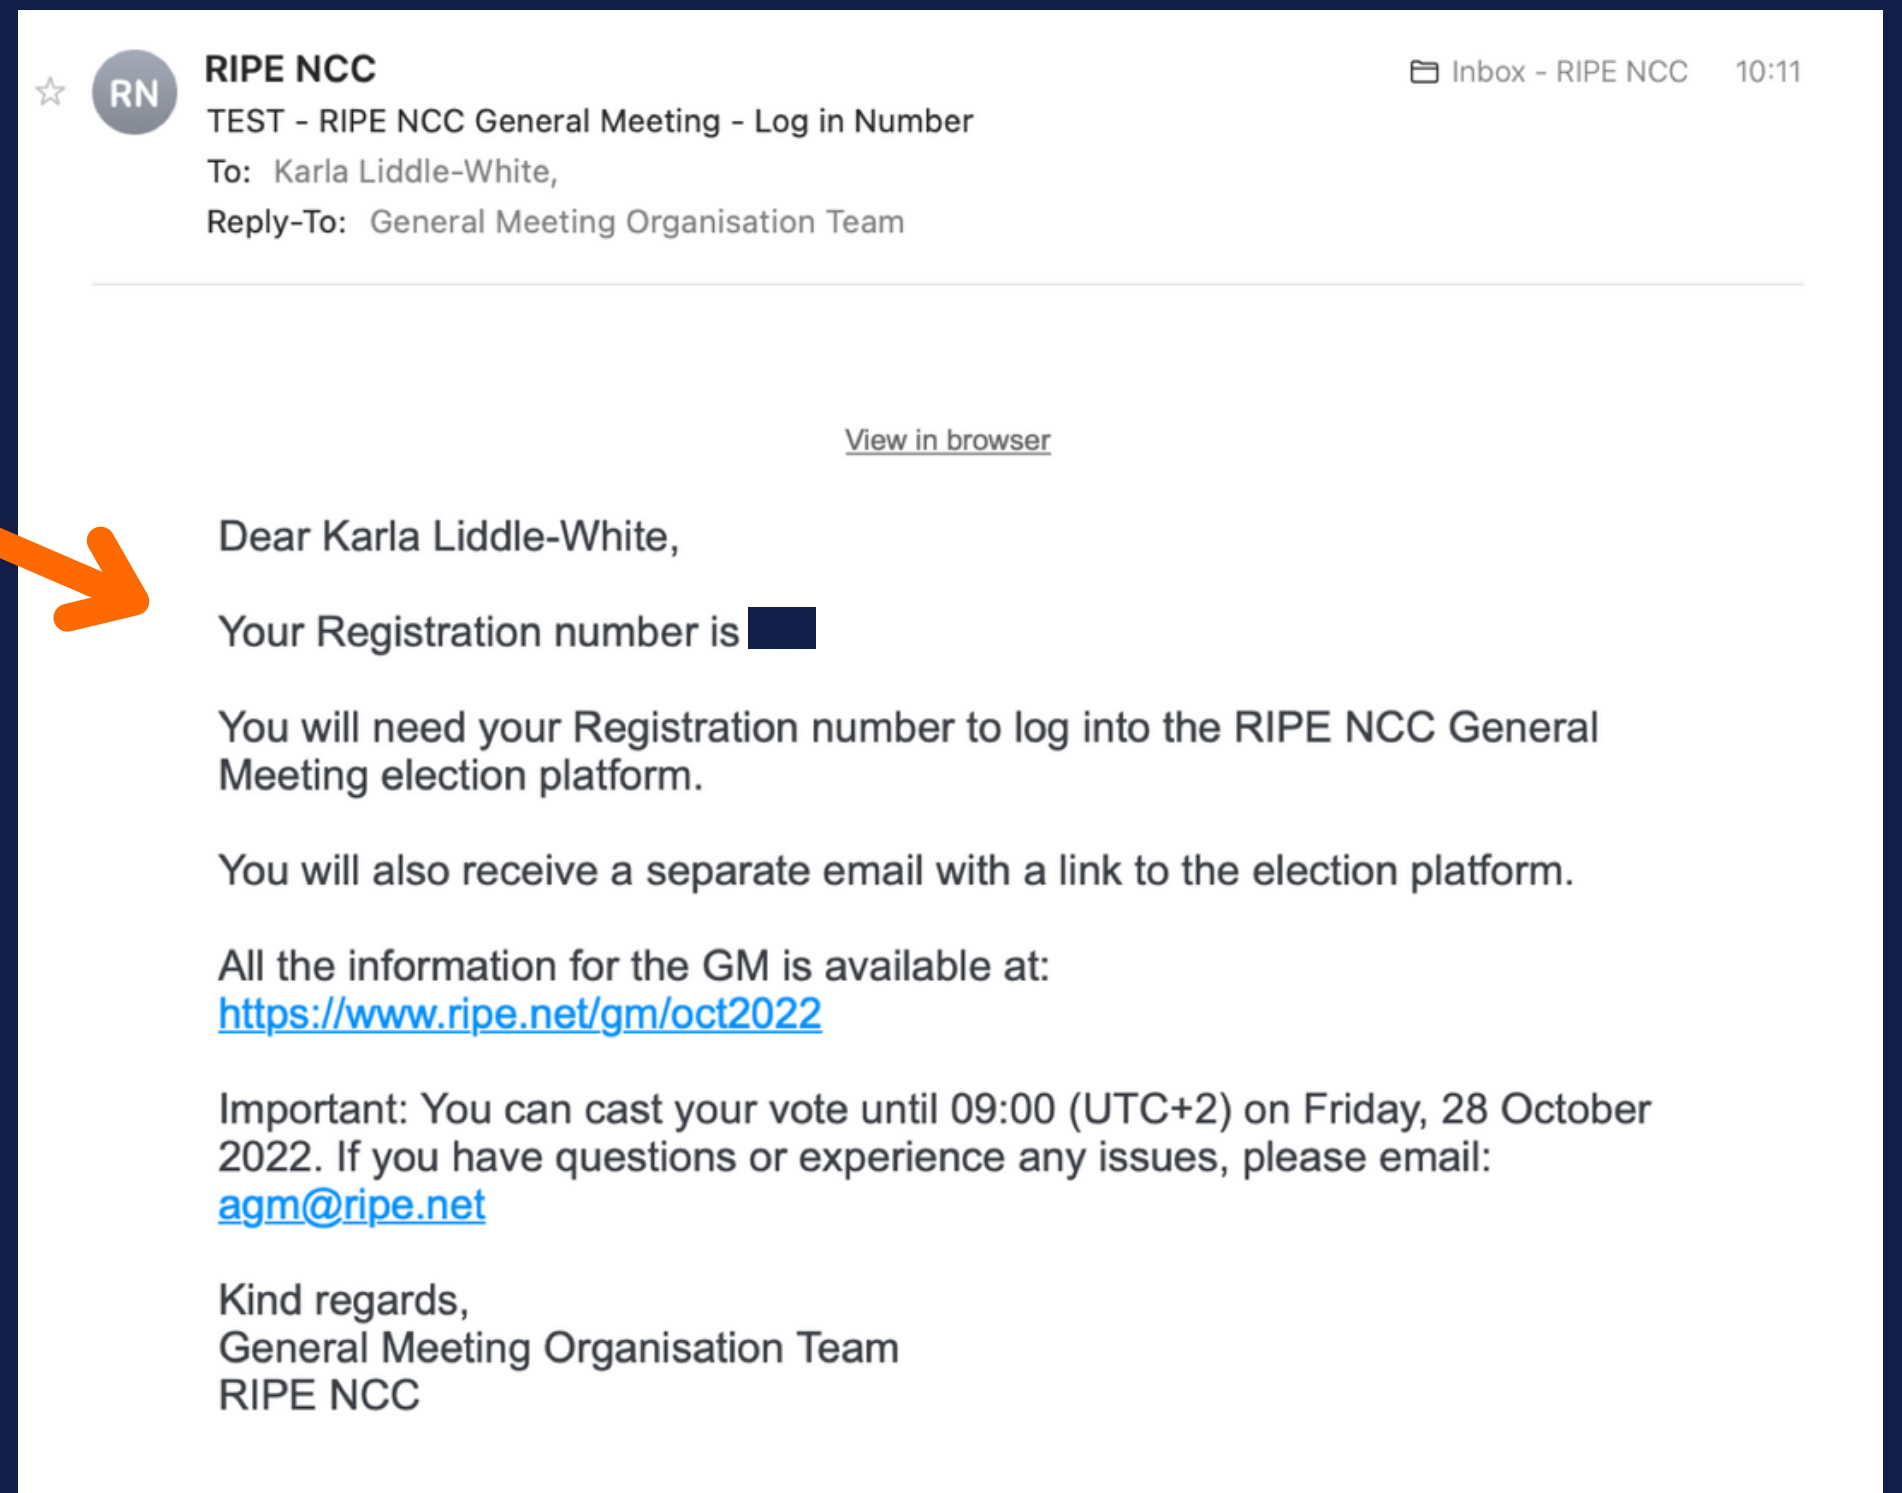 RN
RIPE NCC
Inbox - RIPE NCC 10:11
TEST - RIPE NCC General Meeting - Log in Number
To: Karla Liddle-White,
Reply-To: General Meeting Organisation Team
View in browser
Dear Karla Liddle-White,
Your Registration number is
You will need your Registration number to log into the RIPE NCC General
Meeting election platform.
You will also receive a separate email with a link to the election platform.
All the information for the GM is available at:
https://www.ripe.net/gm/oct2022
Important: You can cast your vote until 09:00 (UTC+2) on Friday, 28 October
2022. If you have questions or experience any issues, please email:
agm@ripe.net
Kind regards,
General Meeting Organisation Team
RIPE NCC